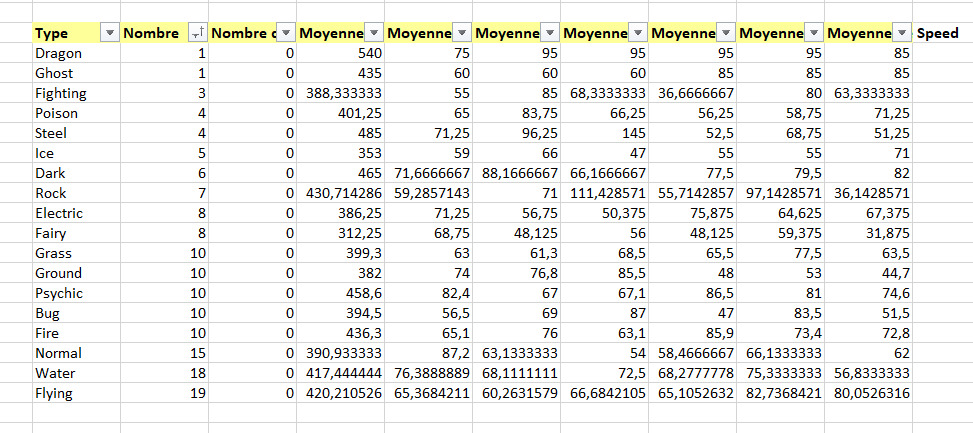 Type Nombre Nombre c Moyenne Moyenne Moyenne Moyenne Moyenne Moyenne Moyenne Speed
Dragon 1 0 540 75 95 95 95 95 85
Ghost 1 0 435 60 60 60 85 85 85
Fighting 3 0 388,333333 55 85 68,3333333 36,6666667 80 63,3333333
Poison 4 0 401,25 65 83,75 66,25 56,25 58,75 71,25
Steel 4 0 485 71,25 96,25 145 52,5 68,75 51,25
Ice 5 0 353 59 66 47 55 55 71
Dark 6 0 465 71,6666667 88,1666667 66,1666667 77,5 79,5 82
Rock 7 0 430,714286 59,2857143 71 111,428571 55,7142857 97,1428571 36,1428571
Electric 8 0 386,25 71,25 56,75 50,375 75,875 64,625 67,375
Fairy 8 0 312,25 68,75 48,125 56 48,125 59,375 31,875
Grass 10 0 399,3 63 61,3 68,5 65,5 77,5 63,5
Ground 10 0 382 74 76,8 85,5 48 53 44,7
Psychic 10 0 458,6 82,4 67 67,1 86,5 81 74,6
Bug 10 0 394,5 56,5 69 87 47 83,5 51,5
Fire 10 0 436,3 65,1 76 63,1 85,9 73,4 72,8
Normal 15 0 390,933333 87,2 63,1333333 54 58,4666667 66,1333333 62
Water 18 0 417,444444 76,3888889 68,1111111 72,5 68,2777778 75,3333333 56,8333333
Flying 19 0 420,210526 65,3684211 60,2631579 66,6842105 65,1052632 82,7368421 80,0526316